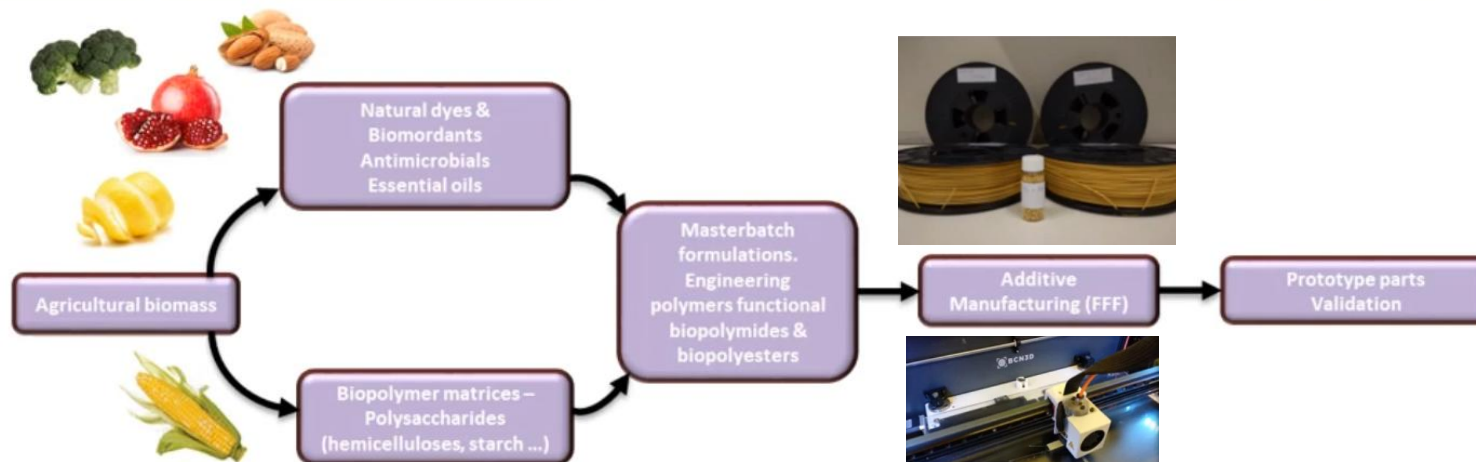 Natural dyes &
Biomordants
Antimicrobials
Essential oils
Agricultural biomass
Biopolymer matrices –
Polysaccharides
(hemicelluloses, starch ...)
Masterbatch
formulations.
Engineering
polymers functional
biopolymides &
biopolyesters
Additive
Manufacturing (FFF)
BCN3D
Prototype parts
Validation